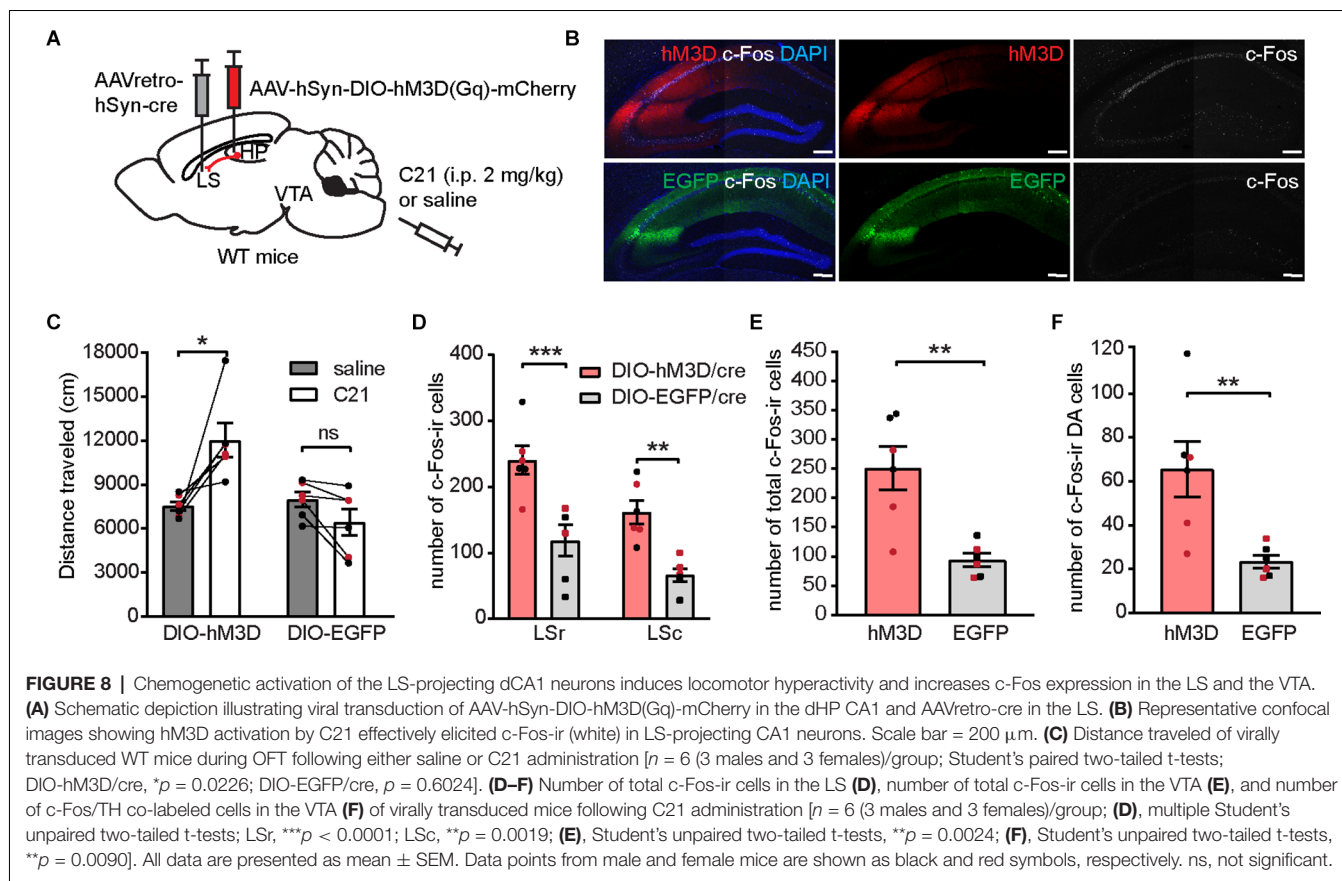 A
AAVretro-
hSyn-cre
AAV-hSyn-DIO-hM3D(Gq)-mCherry
HP
LS
VTA
C21 (i.p. 2 mg/kg)
or saline
WT mice
B
hM3D c-Fos DAPI
hM3D
c-Fos
EGFP c-Fos DAPI
EGFP
c-Fos
C
Distance traveled (cm)
18000
15000
12000
9000
6000
3000
0
*
ns
saline
C21
DIO-hM3D
DIO-EGFP
D
number of c-Fos-ir cells
400
300
200
100
0
***
**
DIO-hM3D/cre
DIO-EGFP/cre
LSr
LSc
E
number of total c-Fos-ir cells
450
400
350
300
250
200
150
100
50
0
**
hM3D
EGFP
F
number of c-Fos-ir DA cells
120
100
80
60
40
20
0
**
hM3D
EGFP
FIGURE 8 | Chemogenetic activation of the LS-projecting dCA1 neurons induces locomotor hyperactivity and increases c-Fos expression in the LS and the VTA.
(A) Schematic depiction illustrating viral transduction of AAV-hSyn-DIO-hM3D(Gq)-mCherry in the dHP CA1 and AAVretro-cre in the LS. (B) Representative confocal
images showing hM3D activation by C21 effectively elicited c-Fos-ir (white) in LS-projecting CA1 neurons. Scale bar = 200 μm. (C) Distance traveled of virally
transduced WT mice during OFT following either saline or C21 administration [n = 6 (3 males and 3 females)/group; Student's paired two-tailed t-tests;
DIO-hM3D/cre, *p = 0.0226; DIO-EGFP/cre, p = 0.6024]. (D–F) Number of total c-Fos-ir cells in the LS (D), number of total c-Fos-ir cells in the VTA (E), and number
of c-Fos/TH co-labeled cells in the VTA (F) of virally transduced mice following C21 administration [n = 6 (3 males and 3 females)/group; (D), multiple Student's
unpaired two-tailed t-tests; LSr, ***p < 0.0001; LSc, **p = 0.0019; (E), Student's unpaired two-tailed t-tests, **p = 0.0024; (F), Student's unpaired two-tailed t-tests,
**p = 0.0090]. All data are presented as mean ± SEM. Data points from male and female mice are shown as black and red symbols, respectively. ns, not significant.